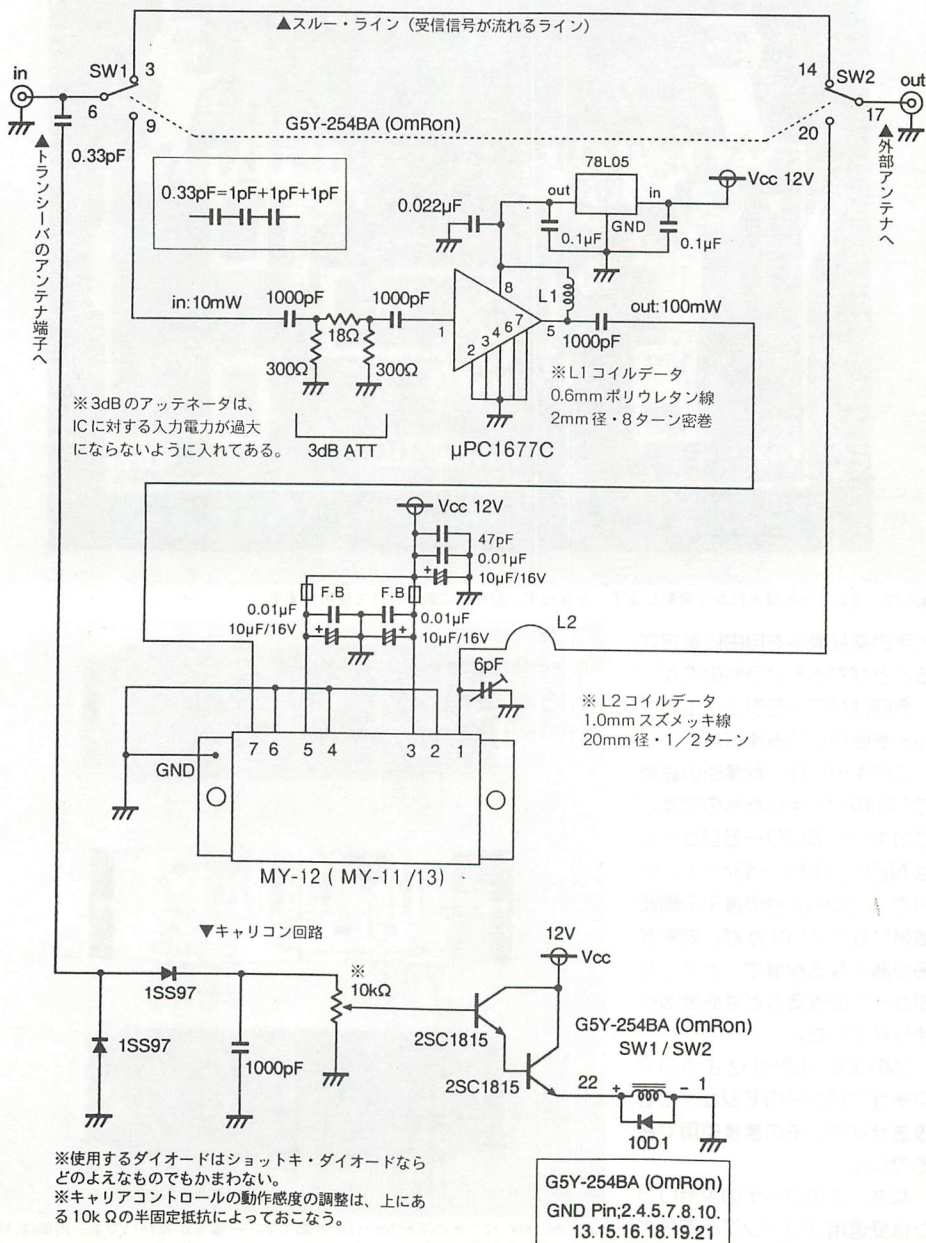 ▲スルー・ライン（受信信号が流れるライン）
in
SW1
3
6
9
14
SW2
out
17
20
G5Y-254BA (OmRon)
▲トランシーバのアンテナ端子へ
▲外部アンテナへ
0.33pF
0.33pF=1pF+1pF+1pF
78L05
out
in
GND
Vcc 12V
0.022μF
0.1μF
0.1μF
in:10mW
1000pF
18Ω
1000pF
300Ω
300Ω
3dB ATT
1
2
3
4
6
7
8
5
L1
out:100mW
1000pF
μPC1677C
※L1コイルデータ
0.6mmポリウレタン線
2mm径・8ターン密巻
※3dBのアッテネータは、
ICに対する入力電力が過大
にならないように入れてある。
Vcc 12V
47pF
0.01μF
10μF/16V
F.B
F.B
0.01μF
10μF/16V
0.01μF
10μF/16V
L2
6pF
※L2コイルデータ
1.0mmスズメッキ線
20mm径・1／2ターン
7 6 5 4 3 2 1
GND
MY-i2 ( MY-11 /13)
▼キャリコン回路
1SS97
1SS97
1000pF
※
10kΩ
2SC1815
2SC1815
12V
Vcc
G5Y-254BA (OmRon)
SW1 / SW2
22
+
−
1
10D1
※使用するダイオードはショットキ・ダイオードなら
どのよえなものでもかまわない。
※キャリアコントロールの動作感度の調整は、上にあ
る10kΩの半固定抵抗によっておこなう。
G5Y-254BA (OmRon)
GND Pin;2.4.5.7.8.10.
13.15.16.18.19.21